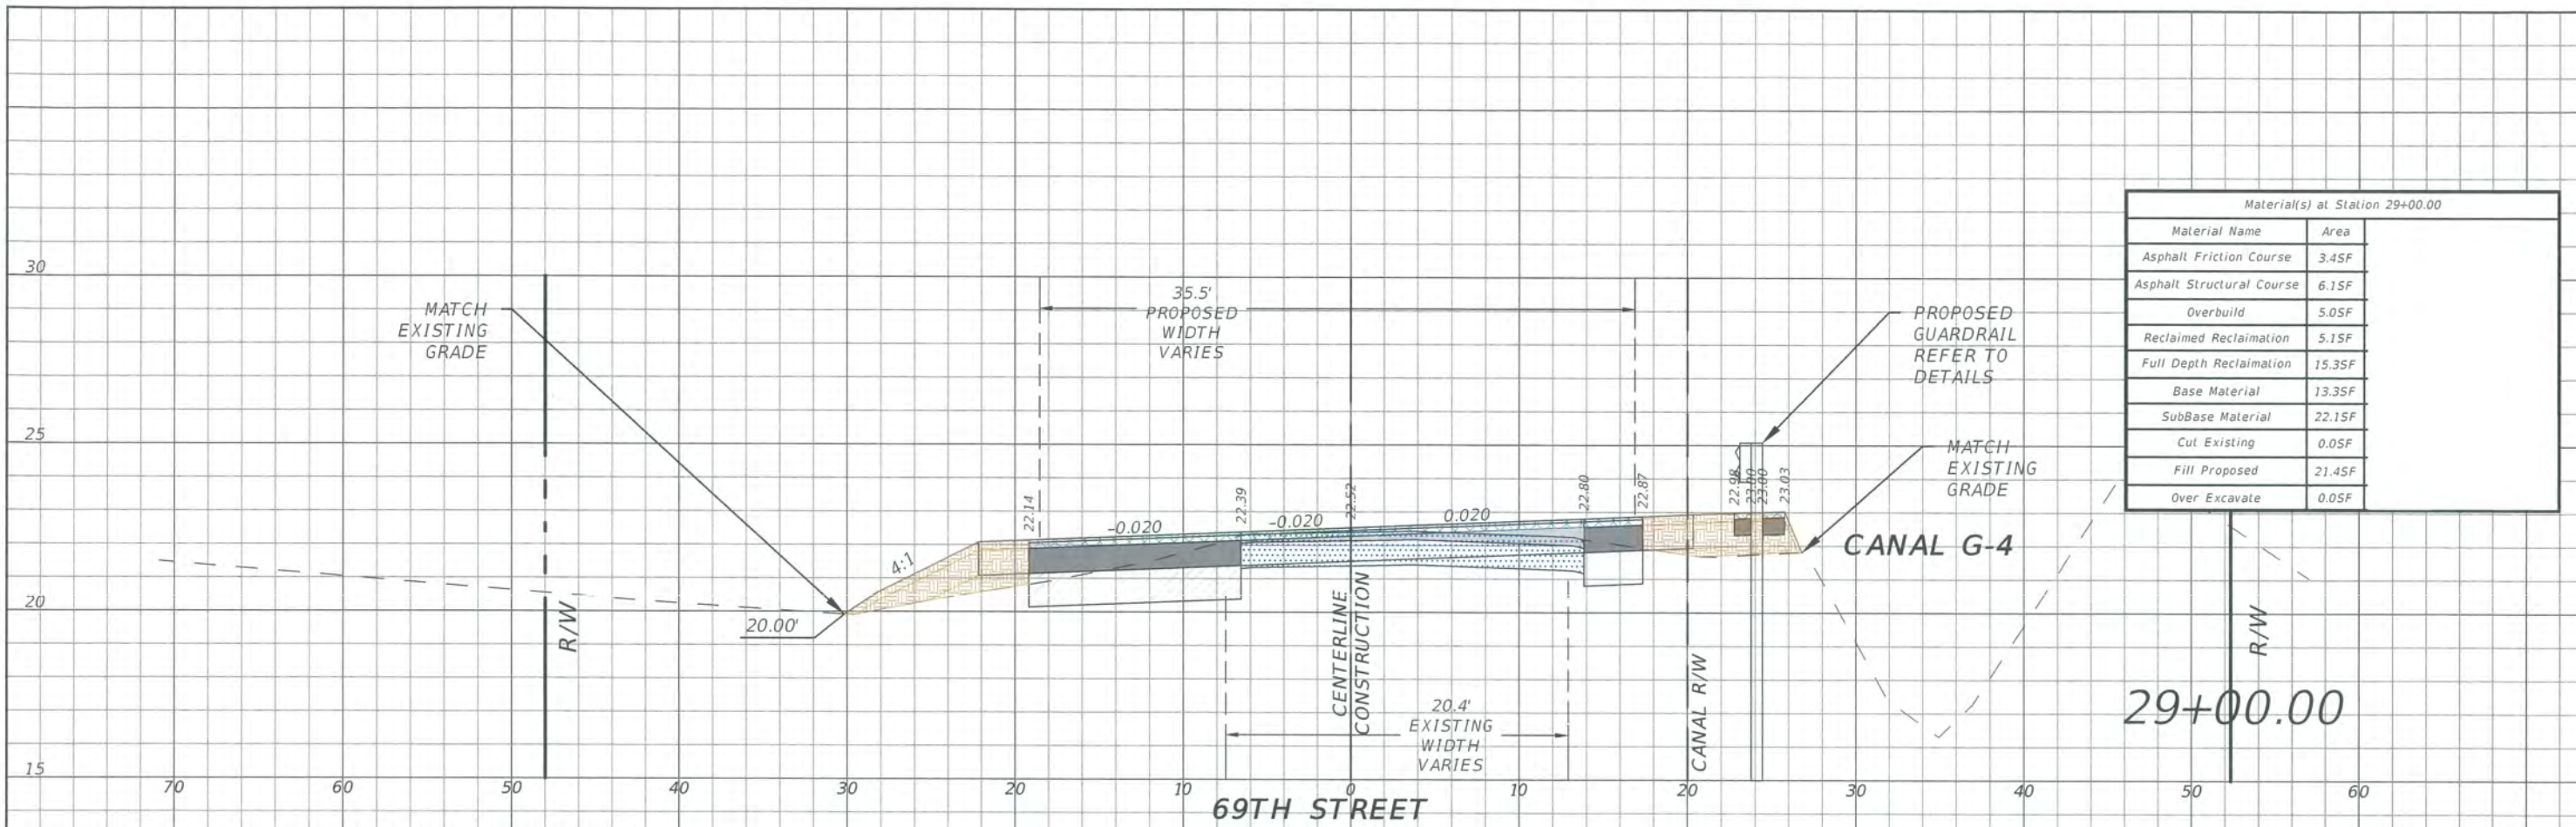 30
25
20
15
70
60
50
40
30
20
10
0
10
20
30
40
50
60
69TH STREET
MATCH
EXISTING
GRADE
R/W
20.00'
4:1
35.5'
PROPOSED
WIDTH
VARIES
22.14
-0.020
22.39
-0.020
22.52
0.020
22.80
22.87
22.98
23.00
23.00
23.03
CENTERLINE
CONSTRUCTION
20.4'
EXISTING
WIDTH
VARIES
CANAL R/W
PROPOSED
GUARDRAIL
REFER TO
DETAILS
MATCH
EXISTING
GRADE
CANAL G-4
R/W
29+00.00
Material(s) at Station 29+00.00
Material Name Area
Asphalt Friction Course 3.4SF
Asphalt Structural Course 6.1SF
Overbuild 5.0SF
Reclaimed Reclaimation 5.1SF
Full Depth Reclaimation 15.3SF
Base Material 13.3SF
SubBase Material 22.1SF
Cut Existing 0.0SF
Fill Proposed 21.4SF
Over Excavate 0.0SF